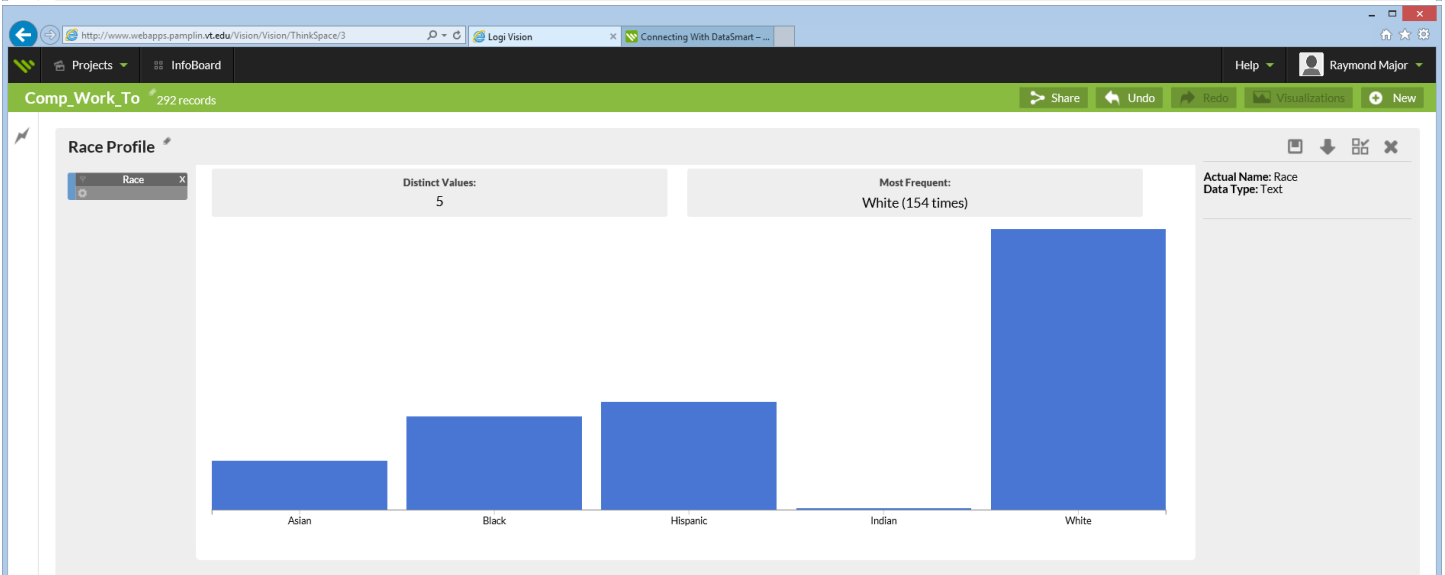 http://www.webapps.pamplin.vt.edu/Vision/Vision/ThinkSpace/3
Logi Vision
Connecting With DataSmart – ...
Projects
InfoBoard
Help
Raymond Major
Comp_Work_To
292 records
Share
Undo
Redo
Visualizations
New
Race Profile
Race X
Distinct Values:
5
Most Frequent:
White (154 times)
Actual Name: Race
Data Type: Text
Asian
Black
Hispanic
Indian
White